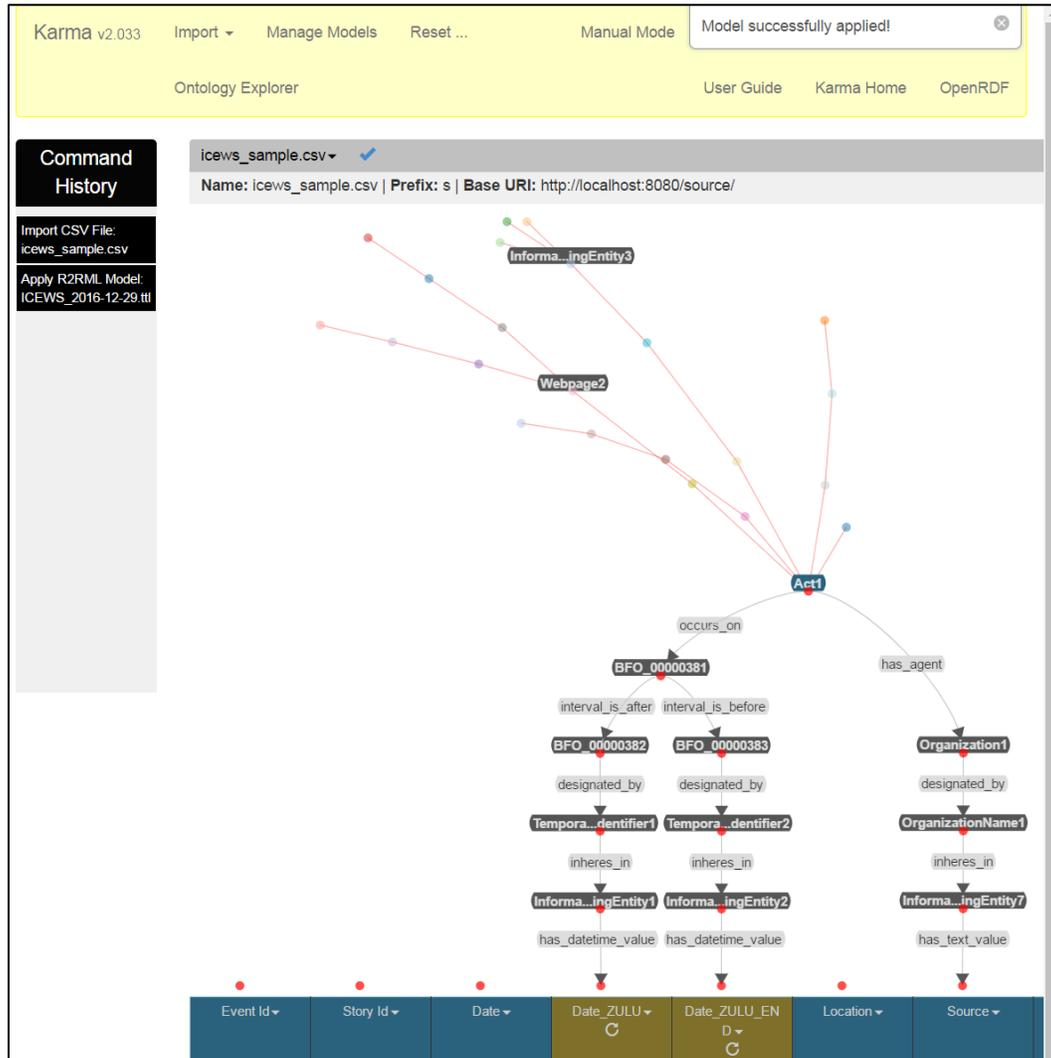 Karma v2.033 Import Manage Models Reset ... Manual Mode Model successfully applied!
Ontology Explorer User Guide Karma Home OpenRDF
Command
History
Import CSV File:
icews_sample.csv
Apply R2RML Model:
ICEWS_2016-12-29.ttl
icews_sample.csv
Name: icews_sample.csv | Prefix: s | Base URI: http://localhost:8080/source/
Informa...ingEntity3
Webpage2
Act1
occurs_on
has_agent
BFO_00000381
interval_is_after interval_is_before
BFO_00000382 BFO_00000383 Organization1
designated_by designated_by designated_by
Tempora...dentifier1 Tempora...dentifier2 OrganizationName1
inheres_in inheres_in inheres_in
Informa...ingEntity1 Informa...ingEntity2 Informa...ingEntity7
has_datetime_value has_datetime_value has_text_value
Event Id Story Id Date Date_ZULU Date_ZULU_EN Location Source
D